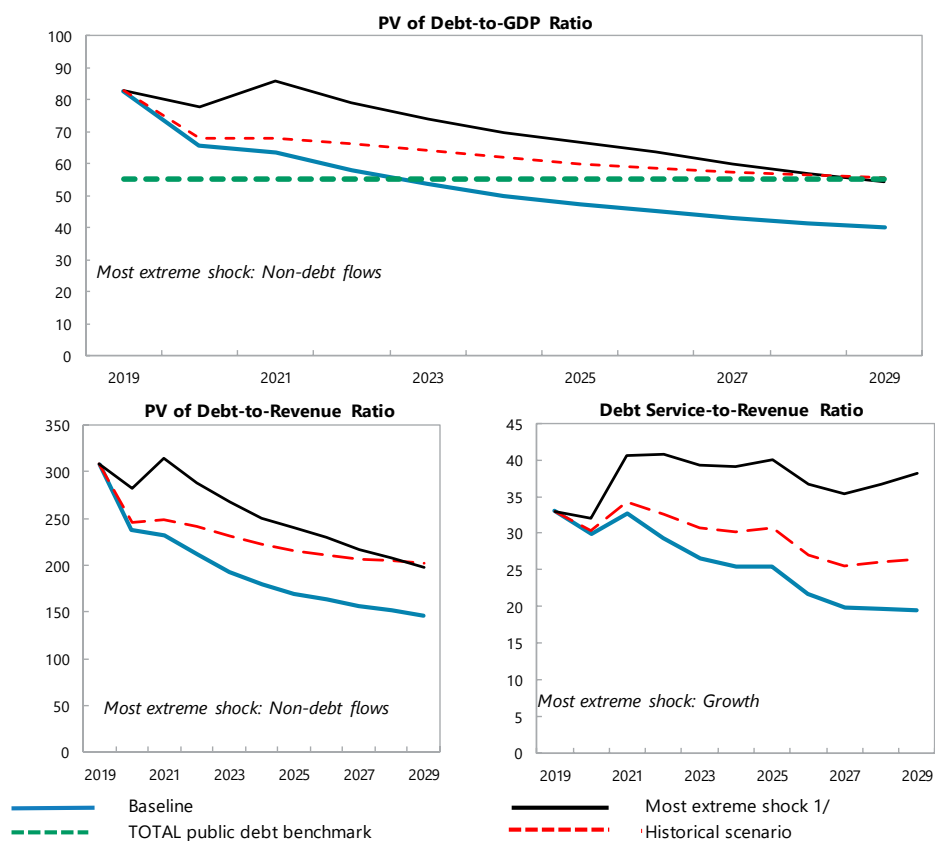 PV of Debt-to-GDP Ratio
100
90
80
70
60
50
40
30
20
10
0
Most extreme shock: Non-debt flows
2019 2021 2023 2025 2027 2029
PV of Debt-to-Revenue Ratio
350
300
250
200
150
100
50
0
Most extreme shock: Non-debt flows
2019 2021 2023 2025 2027 2029
Debt Service-to-Revenue Ratio
45
40
35
30
25
20
15
10
5
0
Most extreme shock: Growth
2019 2021 2023 2025 2027 2029
Baseline
Most extreme shock 1/
TOTAL public debt benchmark
Historical scenario